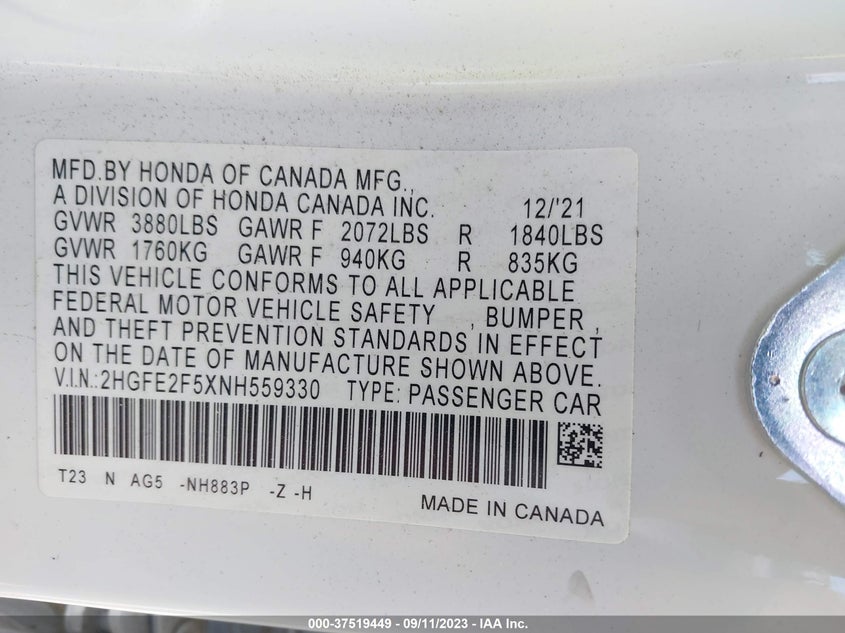 MFD.BY HONDA OF CANADA MFG.,
A DIVISION OF HONDA CANADA INC. 12/'21
GVWR 3880LBS GAWR F 2072LBS R 1840LBS
GVWR 1760KG GAWR F 940KG R 835KG
THIS VEHICLE CONFORMS TO ALL APPLICABLE
FEDERAL MOTOR VEHICLE SAFETY , BUMPER ,
AND THEFT PREVENTION STANDARDS IN EFFECT
ON THE DATE OF MANUFACTURE SHOWN ABOVE.
V.I.N.:2HGFE2F5XNH559330 TYPE: PASSENGER CAR
T23 N AG5 -NH883P -Z -H
MADE IN CANADA
000-37519449 - 09/11/2023 - IAA Inc.